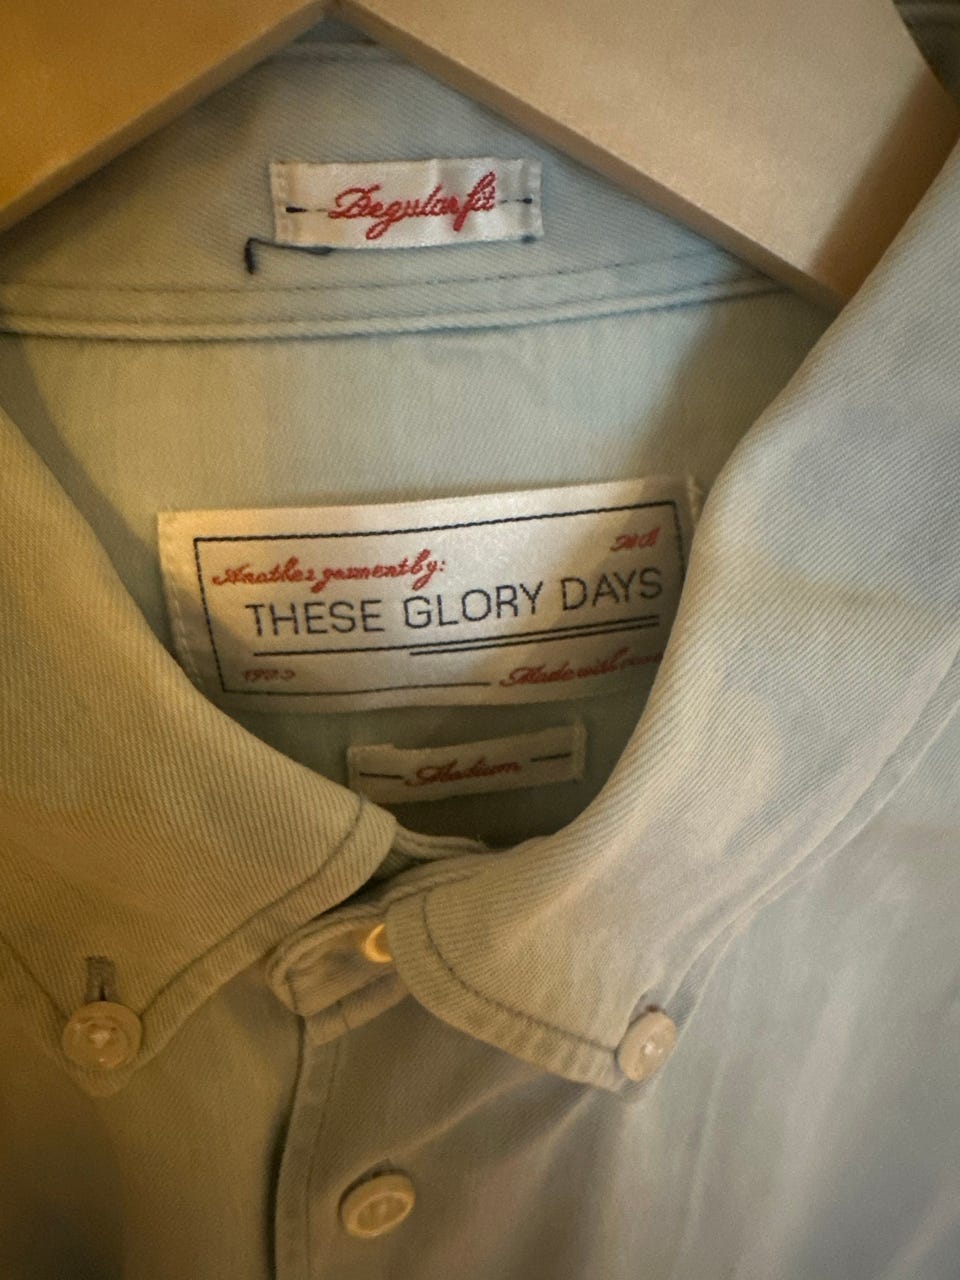 Regular fit
Another garment by:
THESE GLORY DAYS
Made with
Medium